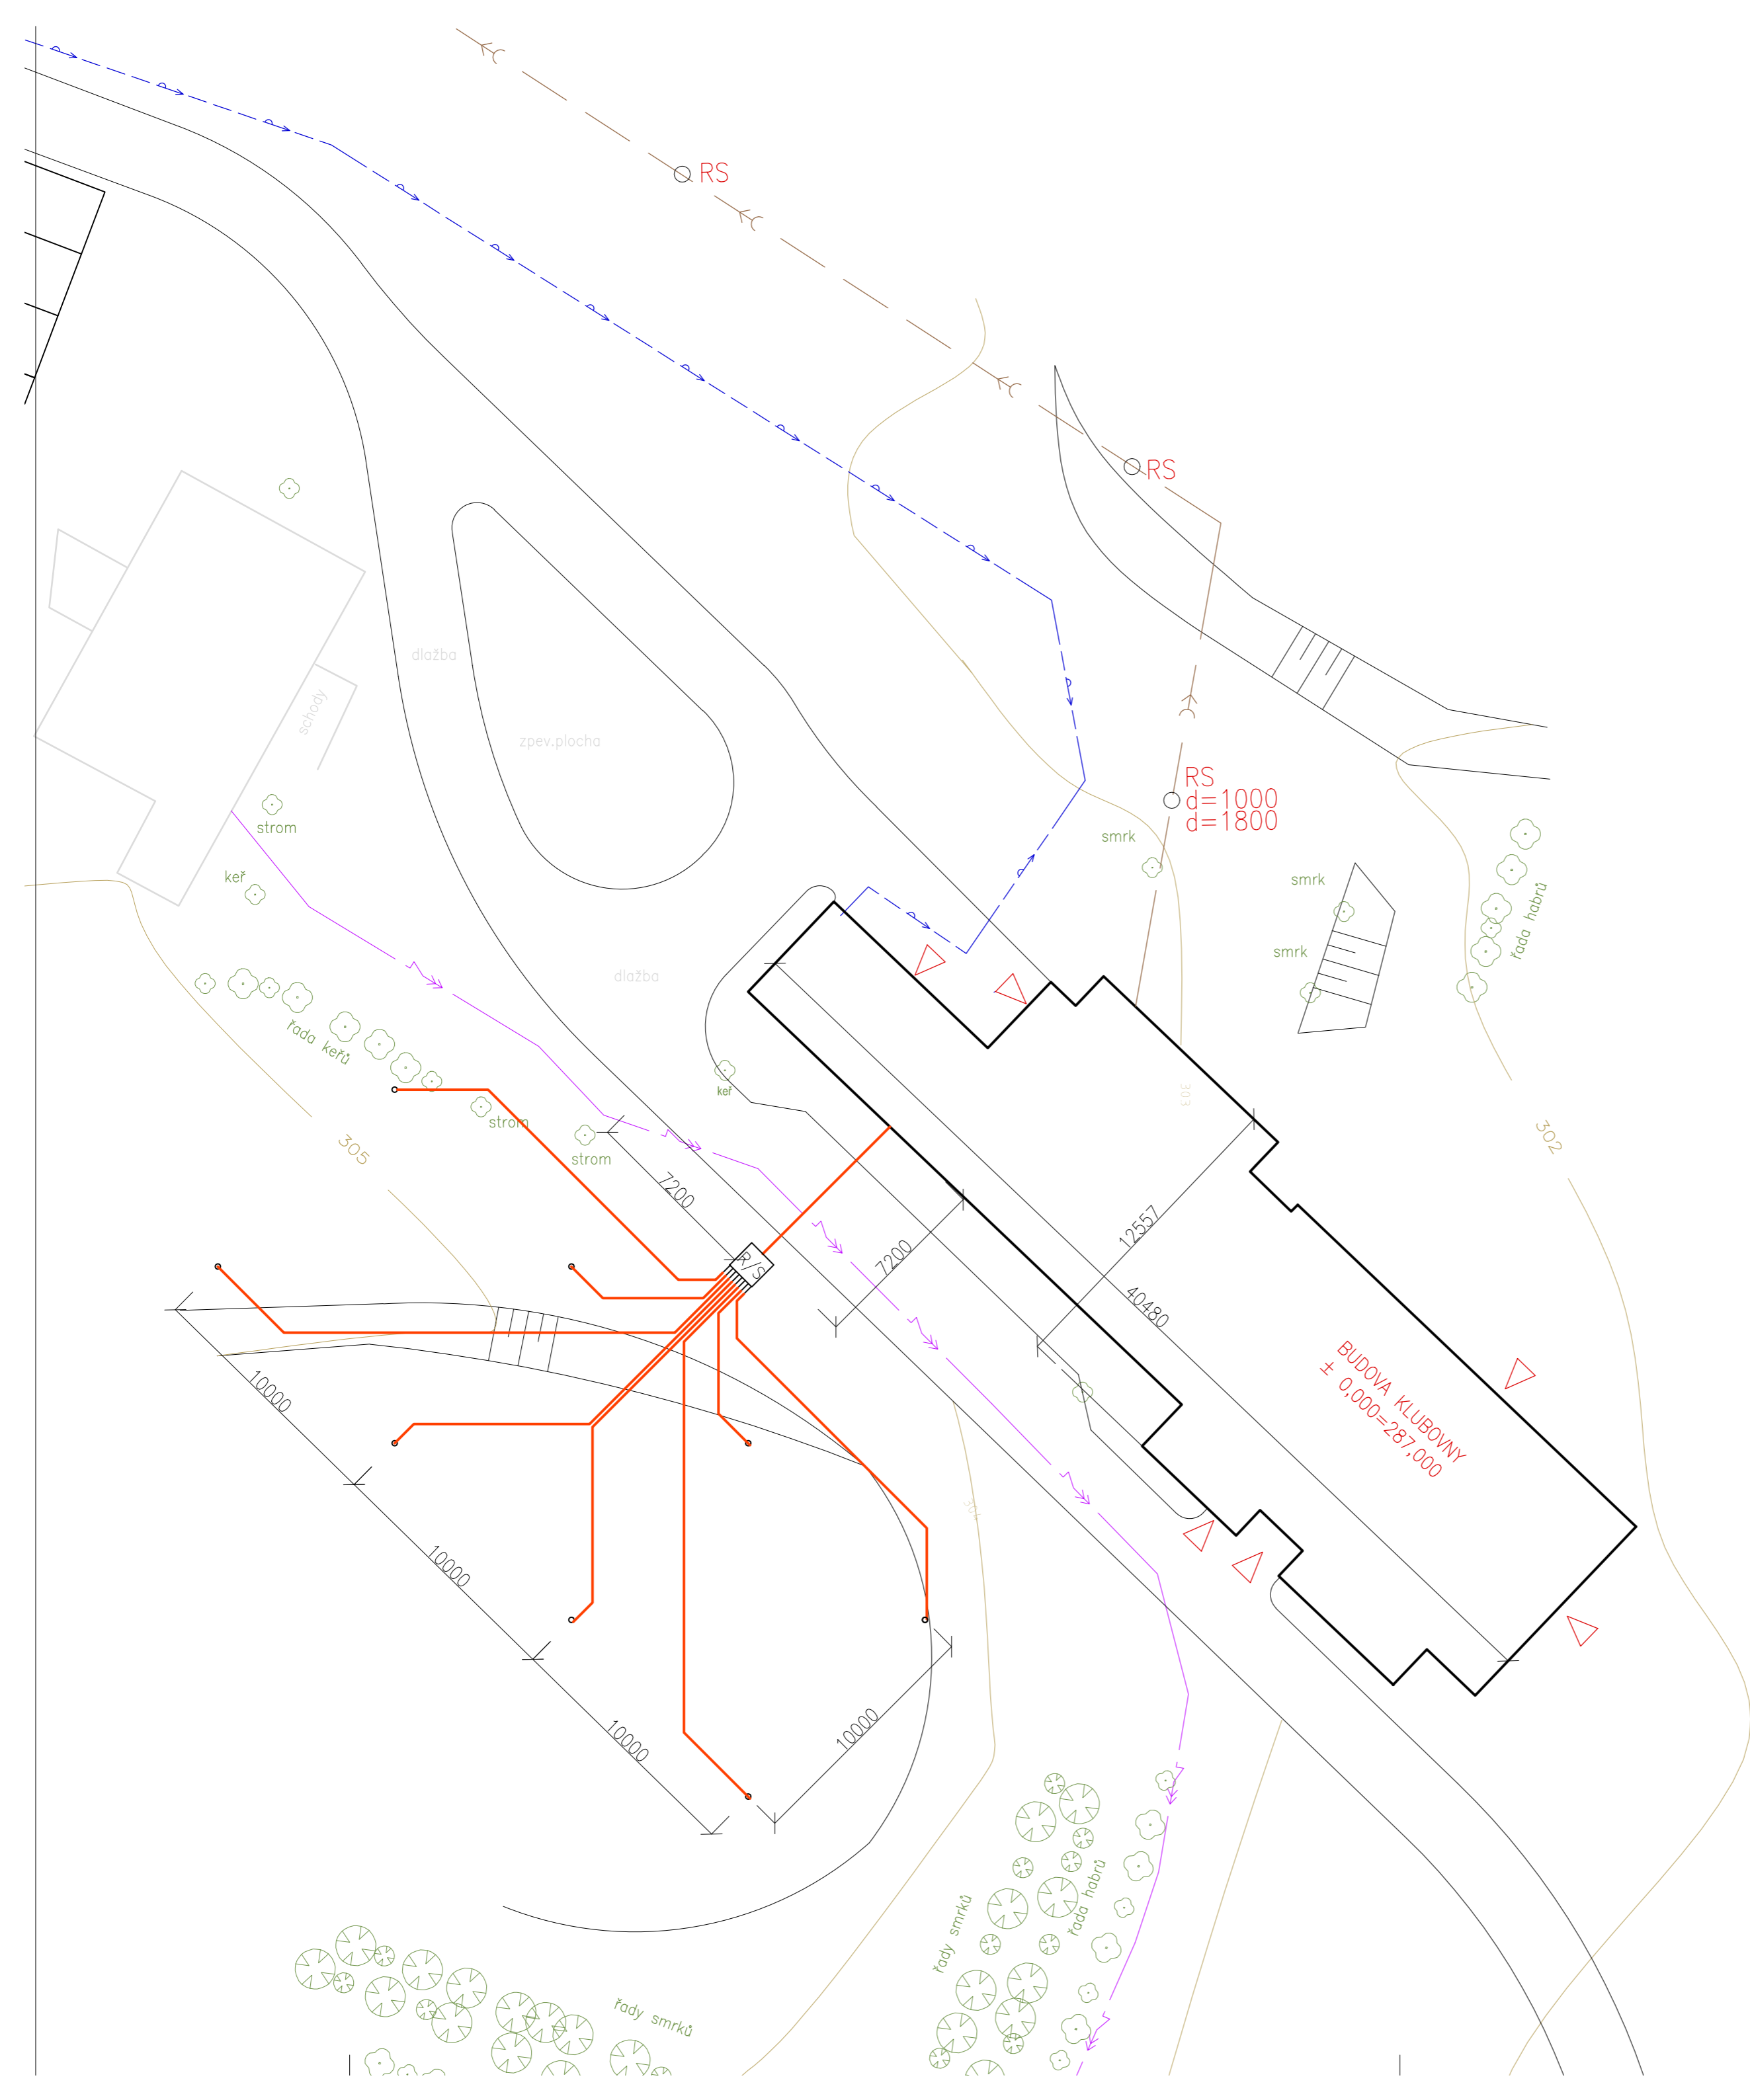 RS
RS
dlažba
schody
zpev.plocha
RS
d=1000
d=1800
strom
smrk
keř
smrk
řada habrů
smrk
dlažba
řada keřů
keř
303
strom
305
302
strom
7200
R/S
7200
12557
40480
BUDOVA KLUBOVNY
± 0,000=287,000
10000
304
10000
10000
10000
řada habrů
řady smrků
řady smrků